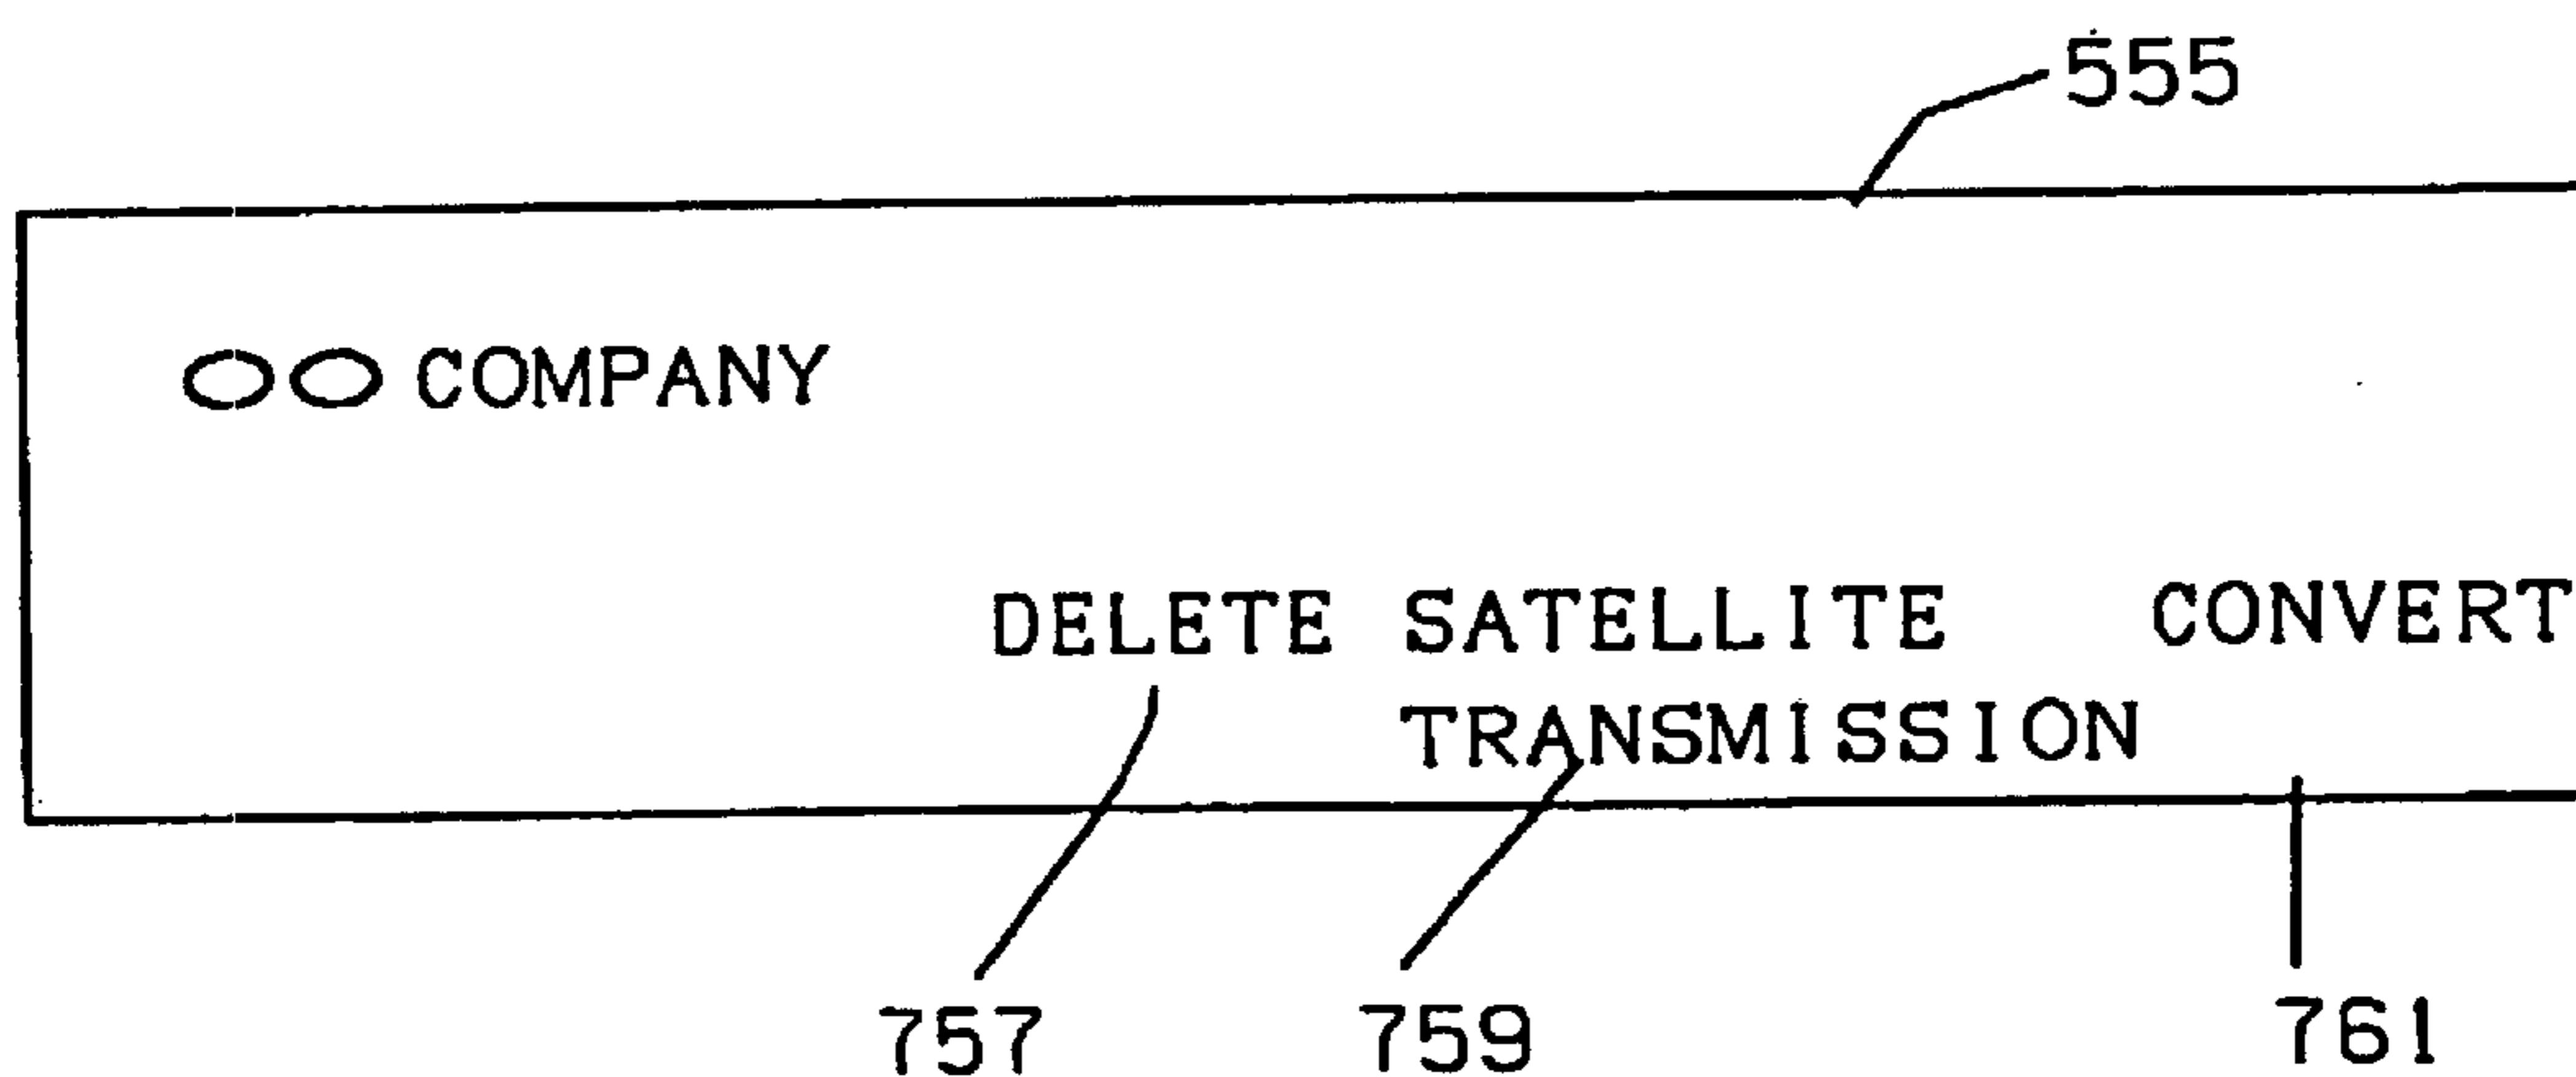 555
○○ COMPANY
DELETE SATELLITE CONVERT
TRANSMISSION
757 759 761